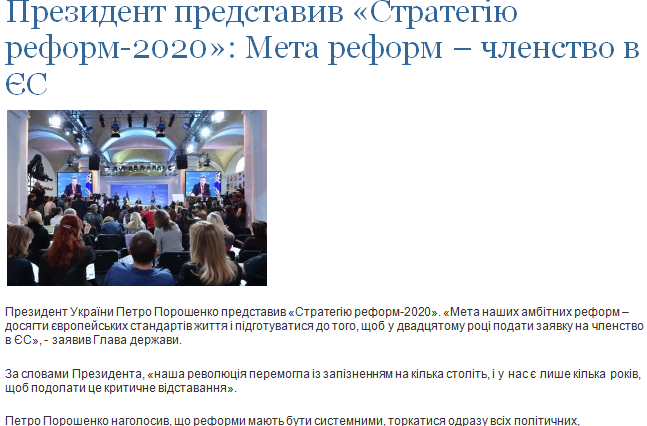 Президент представив «Стратегію
реформ-2020»: Мета реформ – членство в
ЄС
Президент України Петро Порошенко представив «Стратегію реформ-2020». «Мета наших амбітних реформ –
досягти європейських стандартів життя і підготуватися до того, щоб у двадцятому році подати заявку на членство
в ЄС», - заявив Глава держави.
За словами Президента, «наша революція перемогла із запізненням на кілька століть, і у нас є лише кілька років,
щоб подолати це критичне відставання».
Петро Порошенко наголосив, що реформи мають бути системними, торкатися одразу всіх політичних,